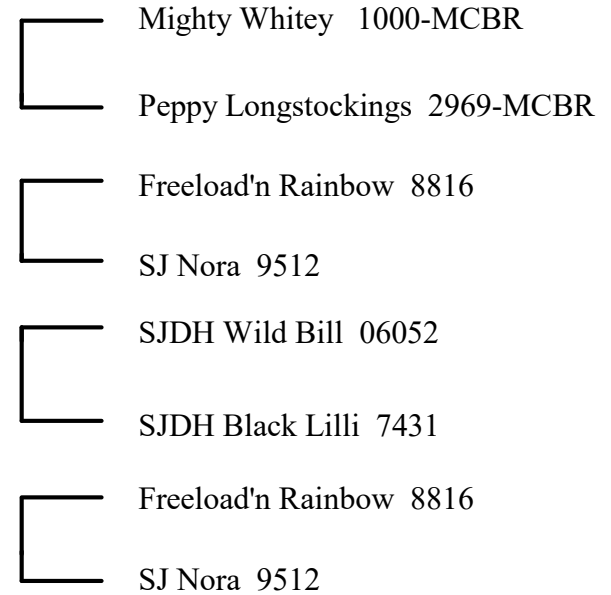 Mighty Whitey 1000-MCBR
Peppy Longstockings 2969-MCBR
Freeload'n Rainbow 8816
SJ Nora 9512
SJDH Wild Bill 06052
SJDH Black Lilli 7431
Freeload'n Rainbow 8816
SJ Nora 9512